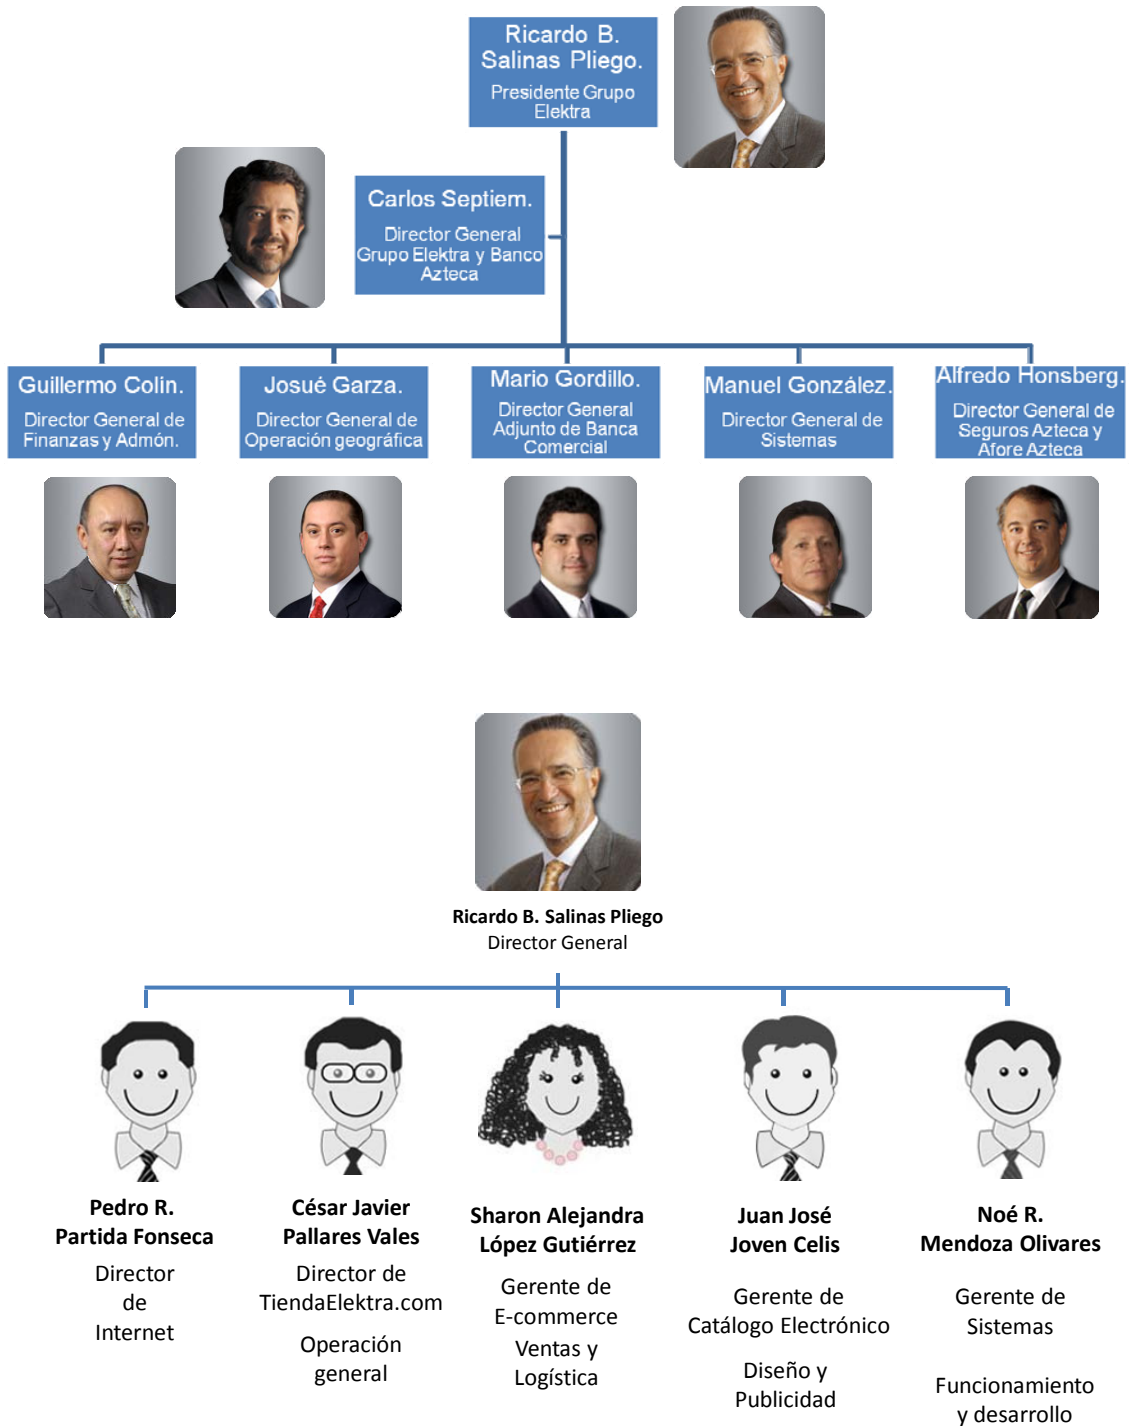 Ricardo B.
Salinas Pliego.
Presidente Grupo
Elektra
Carlos Septiem.
Director General
Grupo Elektra y Banco
Azteca
Guillermo Colin.
Director General de
Finanzas y Admón.
Josué Garza.
Director General de
Operación geográfica
Mario Gordillo.
Director General
Adjunto de Banca
Comercial
Manuel González.
Director General de
Sistemas
Alfredo Honsberg.
Director General de
Seguros Azteca y
Afore Azteca
Ricardo B. Salinas Pliego
Director General
Pedro R.
Partida Fonseca
Director
de
Internet
César Javier
Pallares Vales
Director de
TiendaElektra.com
Operación
general
Sharon Alejandra
López Gutiérrez
Gerente de
E-commerce
Ventas y
Logística
Juan José
Joven Celis
Gerente de
Catálogo Electrónico
Diseño y
Publicidad
Noé R.
Mendoza Olivares
Gerente de
Sistemas
Funcionamiento
y desarrollo